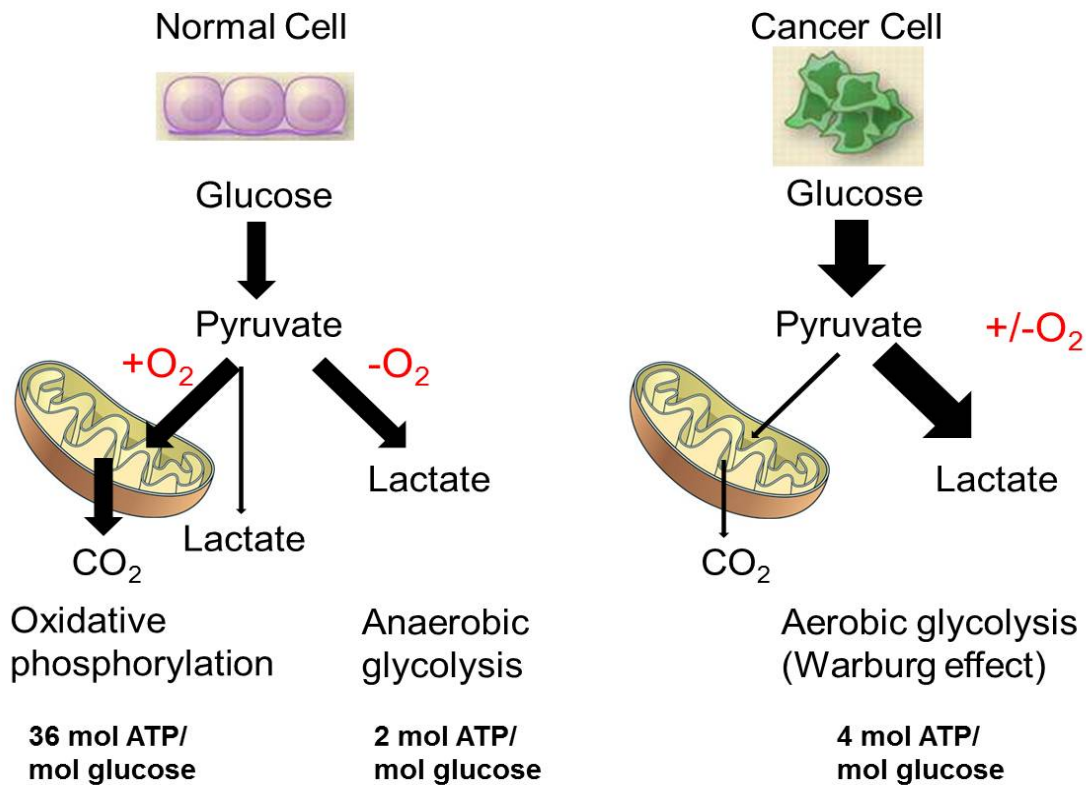 Normal Cell
Cancer Cell
Glucose
Glucose
Pyruvate
Pyruvate
+/-O₂
+O₂
-O₂
Lactate
Lactate
Lactate
CO₂
CO₂
Oxidative
phosphorylation
Anaerobic
glycolysis
Aerobic glycolysis
(Warburg effect)
36 mol ATP/
mol glucose
2 mol ATP/
mol glucose
4 mol ATP/
mol glucose